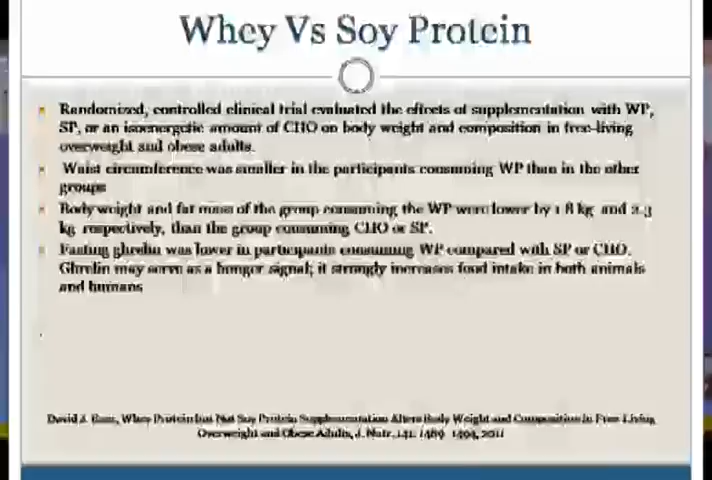 Whey Vs Soy Protein
Randomized, controlled clinical trial evaluated the effects of supplementation with WP,
SP, or an isoenergetic amount of CHO on body weight and composition in free-living
overweight and obese adults.
Waist circumference was smaller in the participants consuming WP than in the other
groups
Body weight and fat mass of the group consuming the WP were lower by 1.8 kg and 2.3
kg respectively, than the group consuming CHO or SP.
Fasting ghrelin was lower in participants consuming WP compared with SP or CHO.
Ghrelin may serve as a hunger signal; it strongly increases food intake in both animals
and humans
David J. Whey Protein but Not Soy Protein Supplementation Alters Body Weight and Composition in Free-Living
Overweight and Obese Adults, J. Nutr. 141: 1489 1494, 2011